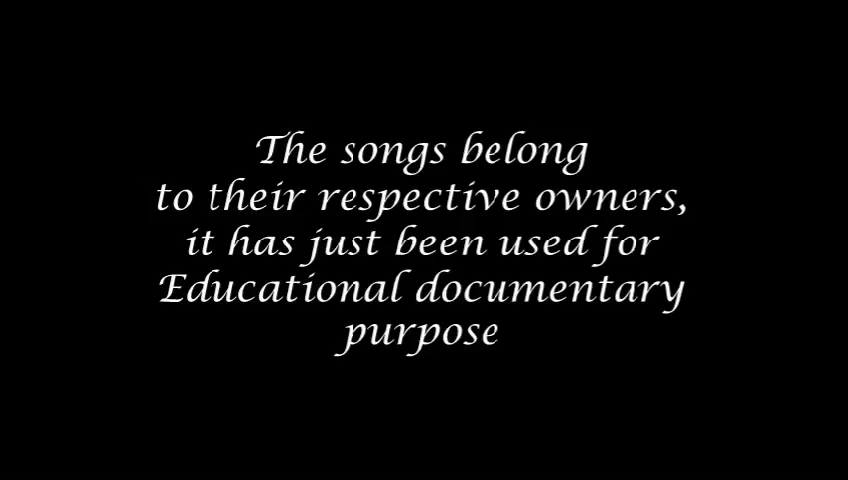 The songs belong
to their respective owners,
it has just been used for
Educational documentary
purpose